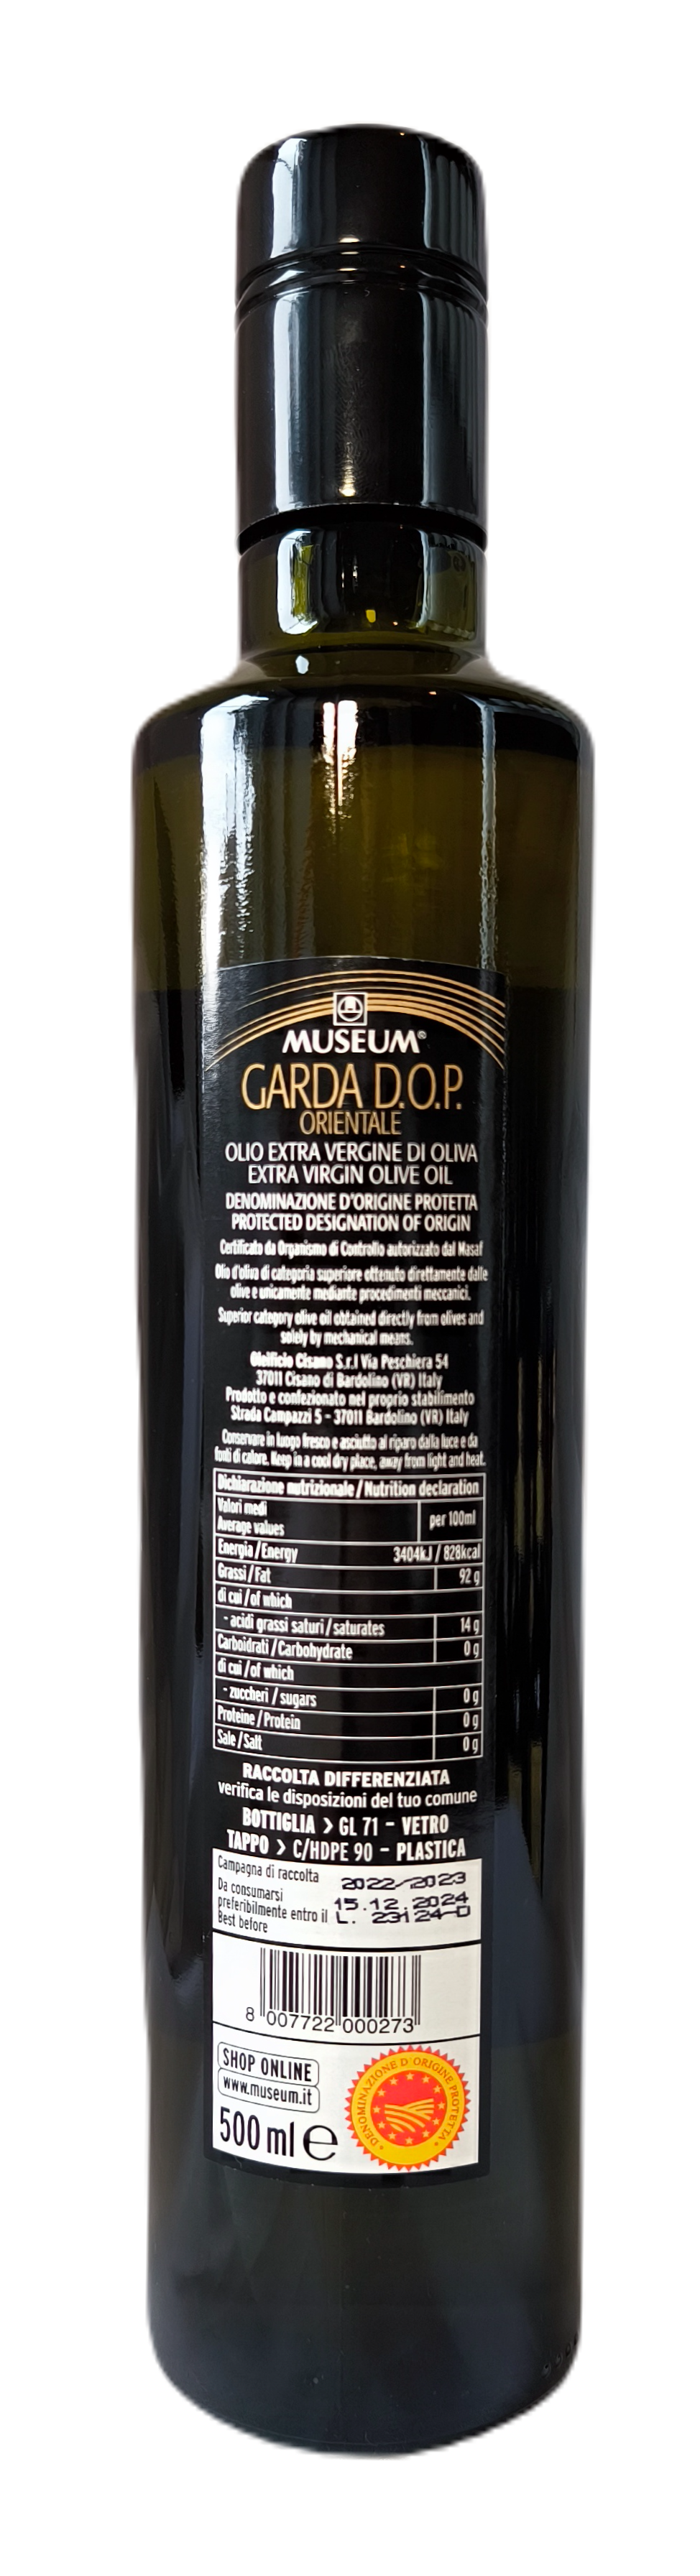 MUSEUM®
GARDA D.O.P.
ORIENTALE
OLIO EXTRA VERGINE DI OLIVA
EXTRA VIRGIN OLIVE OIL
DENOMINAZIONE D'ORIGINE PROTETTA
PROTECTED DESIGNATION OF ORIGIN
Certificato da Organismo di Controllo autorizzato dal Masaf
Olio d'oliva di categoria superiore ottenuto direttamente dalle
olive e unicamente mediante procedimenti meccanici.
Superior category olive oil obtained directly from olives and
solely by mechanical means.
Oleificio Cisano S.r.l Via Peschiera 54
37011 Cisano di Bardolino (VR) Italy
Prodotto e confezionato nel proprio stabilimento
Strada Campazzi 5 - 37011 Bardolino (VR) Italy
Conservare in luogo fresco e asciutto al riparo dalla luce e da
fonti di calore. Keep in a cool dry place, away from light and heat.
Dichiarazione nutrizionale / Nutrition declaration
Valori medi
Average values per 100ml
Energia / Energy 3404kJ / 828kcal
Grassi / Fat 92 g
di cui / of which
- acidi grassi saturi / saturates 14 g
Carboidrati / Carbohydrate 0 g
di cui / of which
- zuccheri / sugars 0 g
Proteine / Protein 0 g
Sale / Salt 0 g
RACCOLTA DIFFERENZIATA
verifica le disposizioni del tuo comune
BOTTIGLIA > GL 71 - VETRO
TAPPO > C/HDPE 90 - PLASTICA
Campagna di raccolta 2022/2023
Da consumarsi
preferibilmente entro il 15.12.2024
Best before L. 23124-D
8 007722 000273
SHOP ONLINE
www.museum.it
500 ml e
DENOMINAZIONE D'ORIGINE PROTETTA